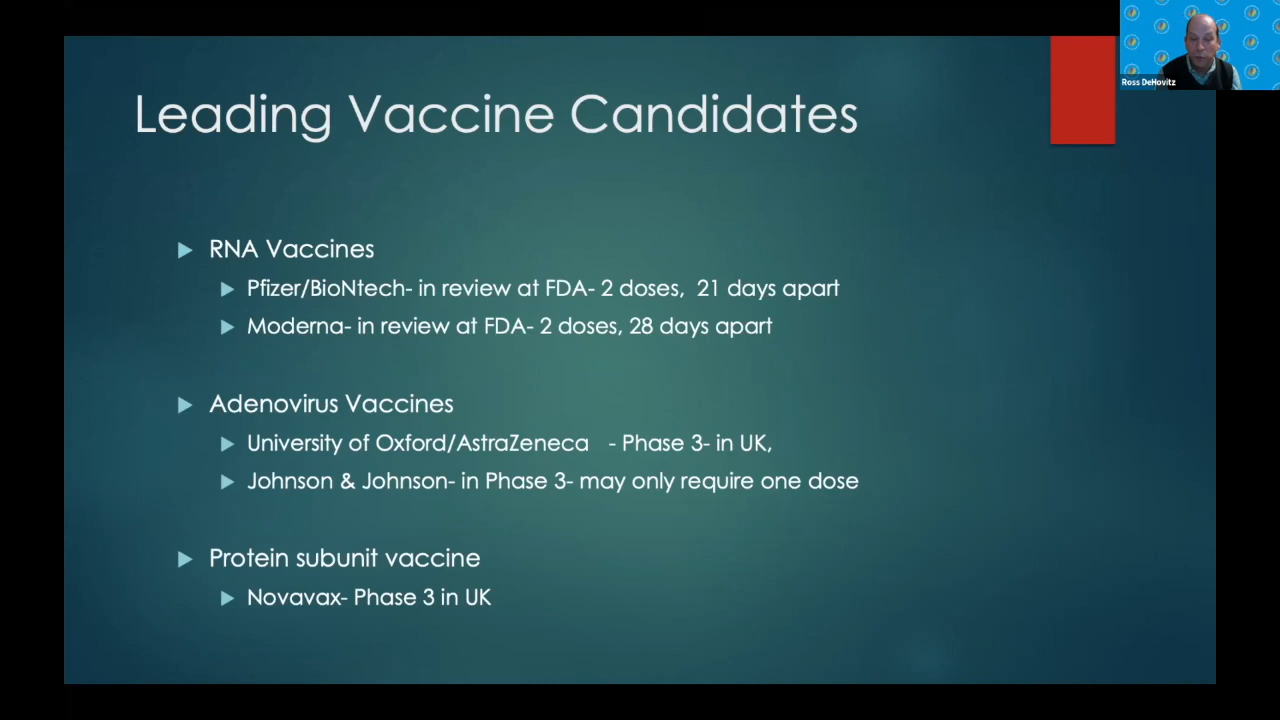 Ross DeHovitz
Leading Vaccine Candidates
RNA Vaccines
Pfizer/BioNtech- in review at FDA- 2 doses, 21 days apart
Moderna- in review at FDA- 2 doses, 28 days apart
Adenovirus Vaccines
University of Oxford/AstraZeneca - Phase 3- in UK,
Johnson & Johnson- in Phase 3- may only require one dose
Protein subunit vaccine
Novavax- Phase 3 in UK